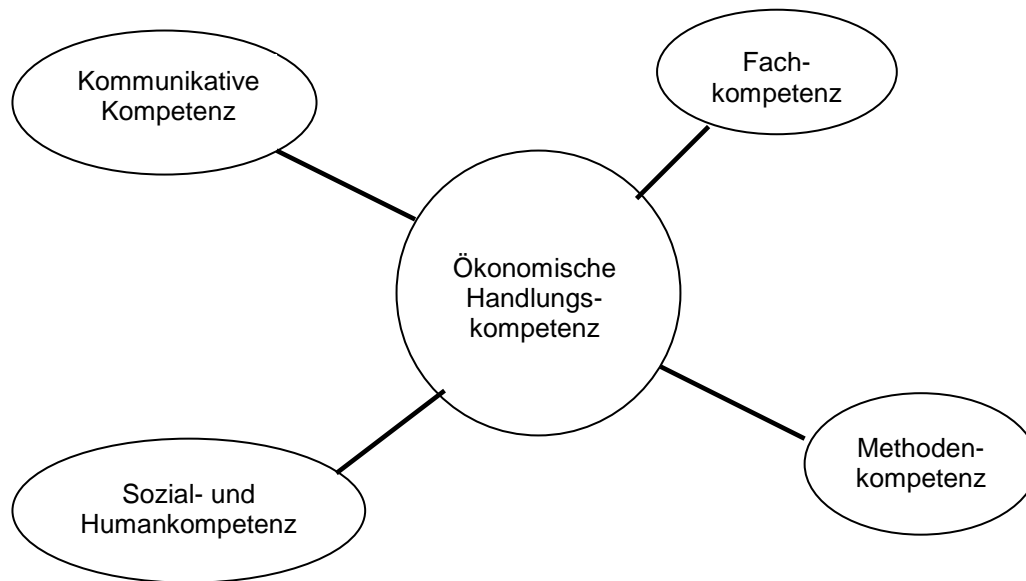 Kommunikative
Kompetenz
Fach-
kompetenz
Ökonomische
Handlungs-
kompetenz
Sozial- und
Humankompetenz
Methoden-
kompetenz